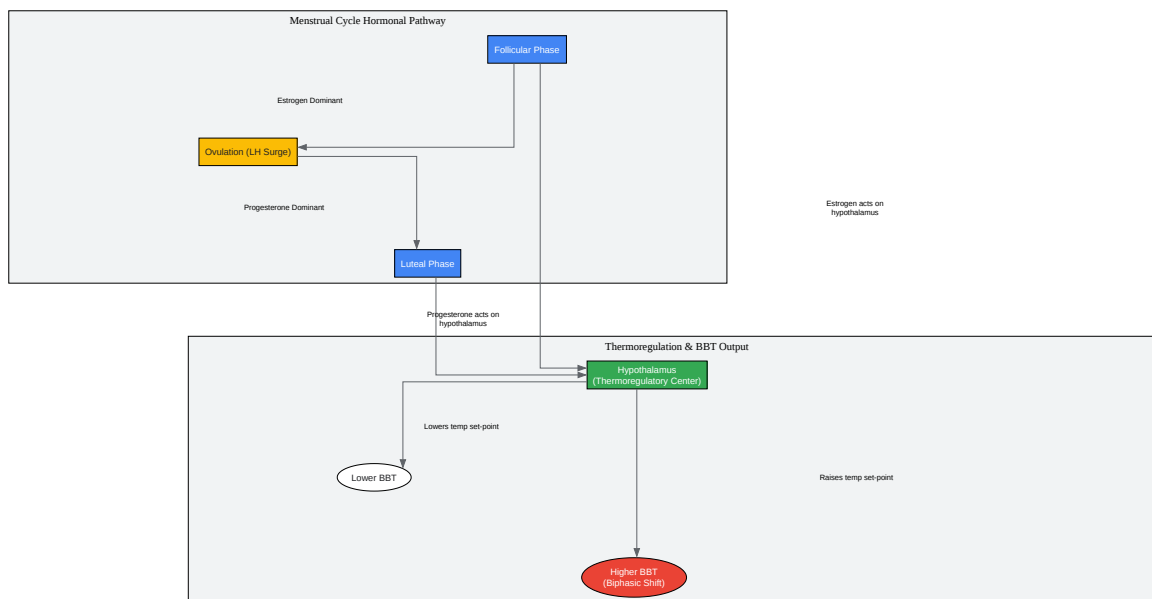 Menstrual Cycle Hormonal Pathway
Follicular Phase
Estrogen Dominant
Ovulation (LH Surge)
Progesterone Dominant
Estrogen acts on
hypothalamus
Luteal Phase
Progesterone acts on
hypothalamus
Thermoregulation & BBT Output
Hypothalamus
(Thermoregulatory Center)
Lowers temp set-point
Lower BBT
Raises temp set-point
Higher BBT
(Biphasic Shift)